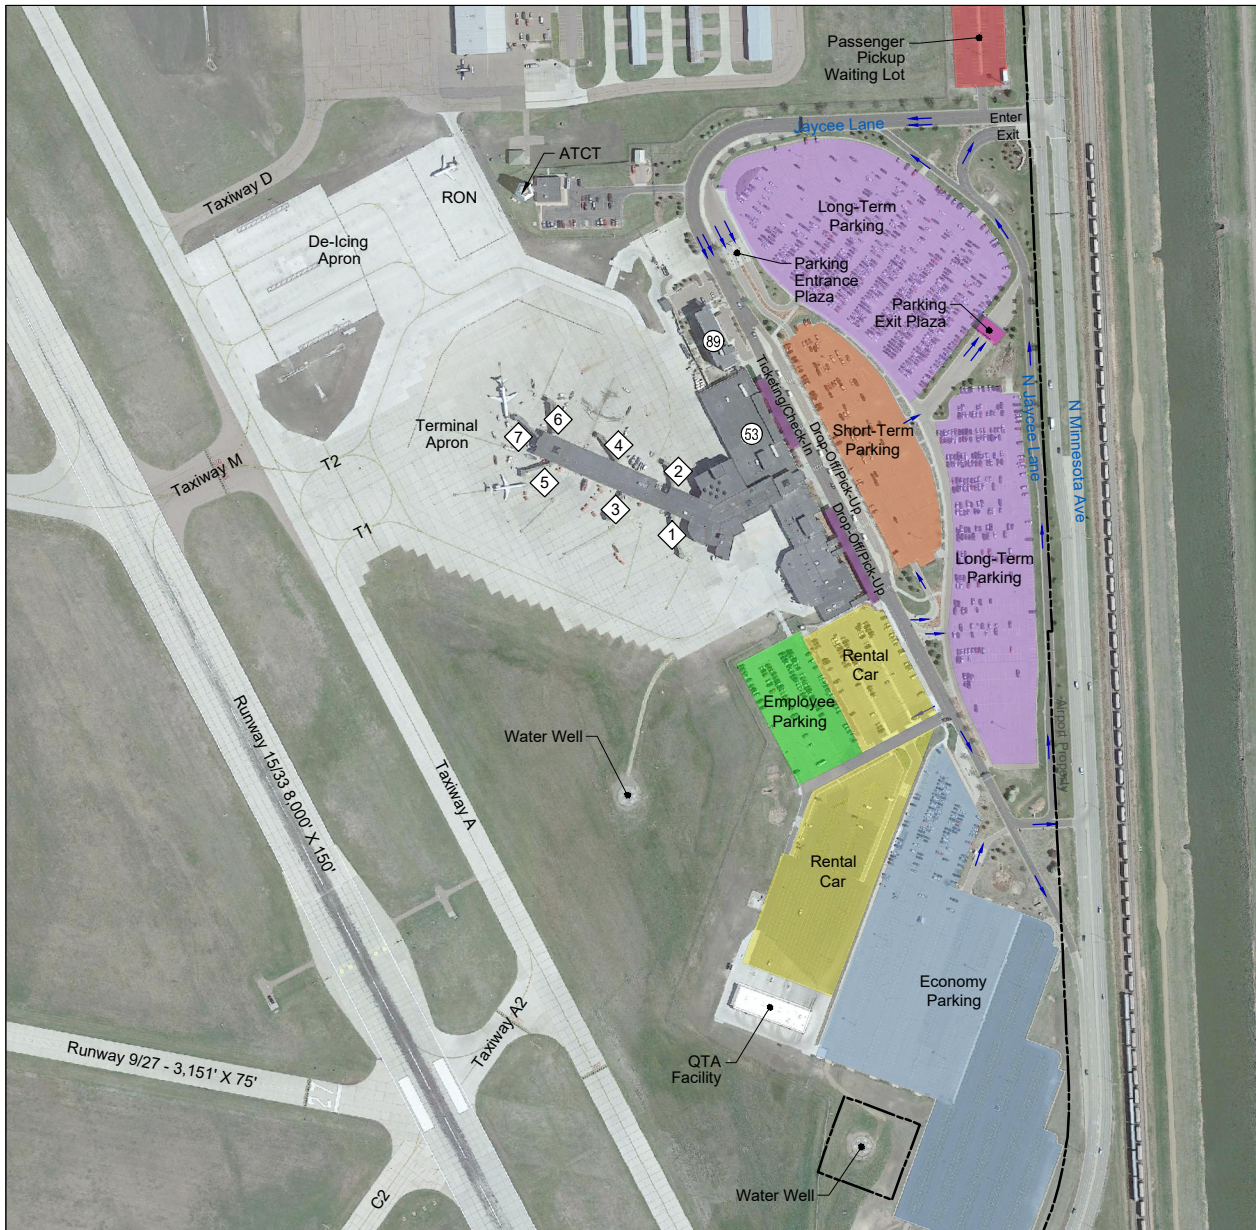 Passenger
Pickup
Waiting Lot
Enter
Exit
Jaycee Lane
ATCT
Taxiway D
RON
De-Icing
Apron
Long-Term
Parking
Parking
Entrance
Plaza
Parking
Exit Plaza
89
Ticketing/Check-In
Drop-Off/Pick-Up
Drop-Off/Pick-Up
Short-Term
Parking
N Jaycee Lane
N Minnesota Ave
Terminal
Apron
6
7
4
53
2
5
3
1
Taxiway M
T2
T1
Long-Term
Parking
Rental
Car
Employee
Parking
Airport Property
Water Well
Runway 15/33 8,000' X 150'
Taxiway A
Rental
Car
Economy
Parking
Taxiway A2
QTA
Facility
Runway 9/27 - 3,151' X 75'
27
C2
Water Well